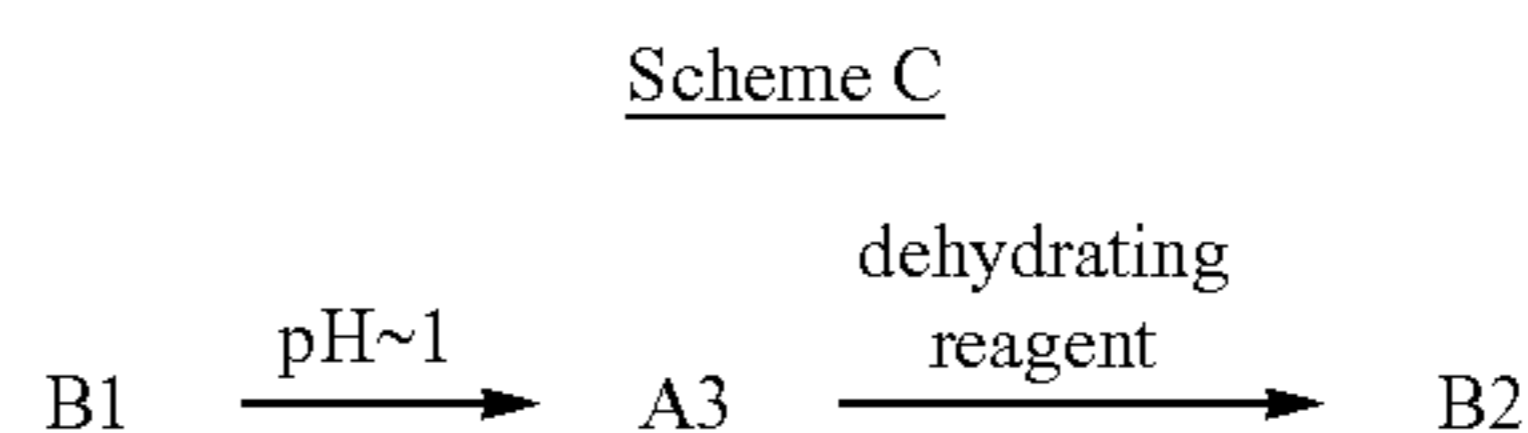 Scheme C
dehydrating
pH~1
reagent
B1
A3
B2